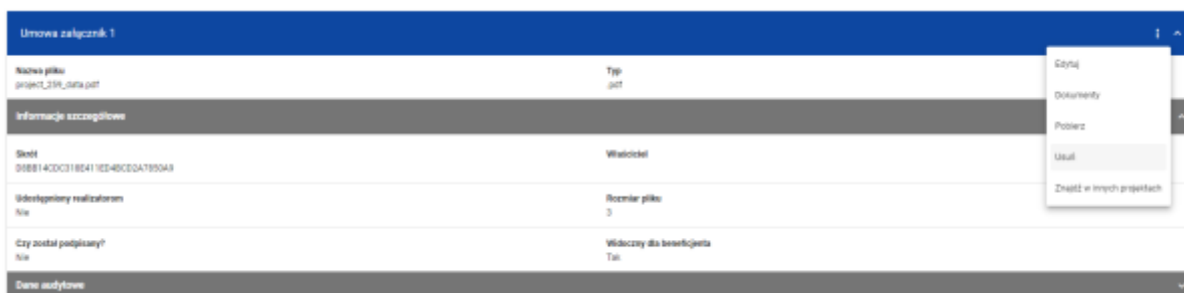 Umowa załącznik 1
Nazwa pliku
project_259_data.pdf
Typ
.pdf
Edytuj
Dokumenty
Pobierz
Usuń
Znajdź w innych projektach
Informacje szczegółowe
Skrót
Właściciel
Udostępniony realizatorom
Nie
Rozmiar pliku
3
Czy został podpisany?
Nie
Widoczny dla beneficjenta
Tak
Dane audytowe